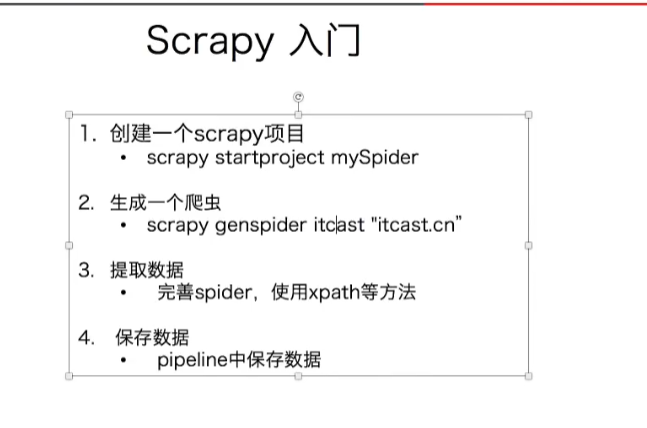 Scrapy 入门
1. 创建一个scrapy项目
• scrapy startproject mySpider
2. 生成一个爬虫
• scrapy genspider itcast "itcast.cn”
3. 提取数据
• 完善spider，使用xpath等方法
4. 保存数据
• pipeline中保存数据